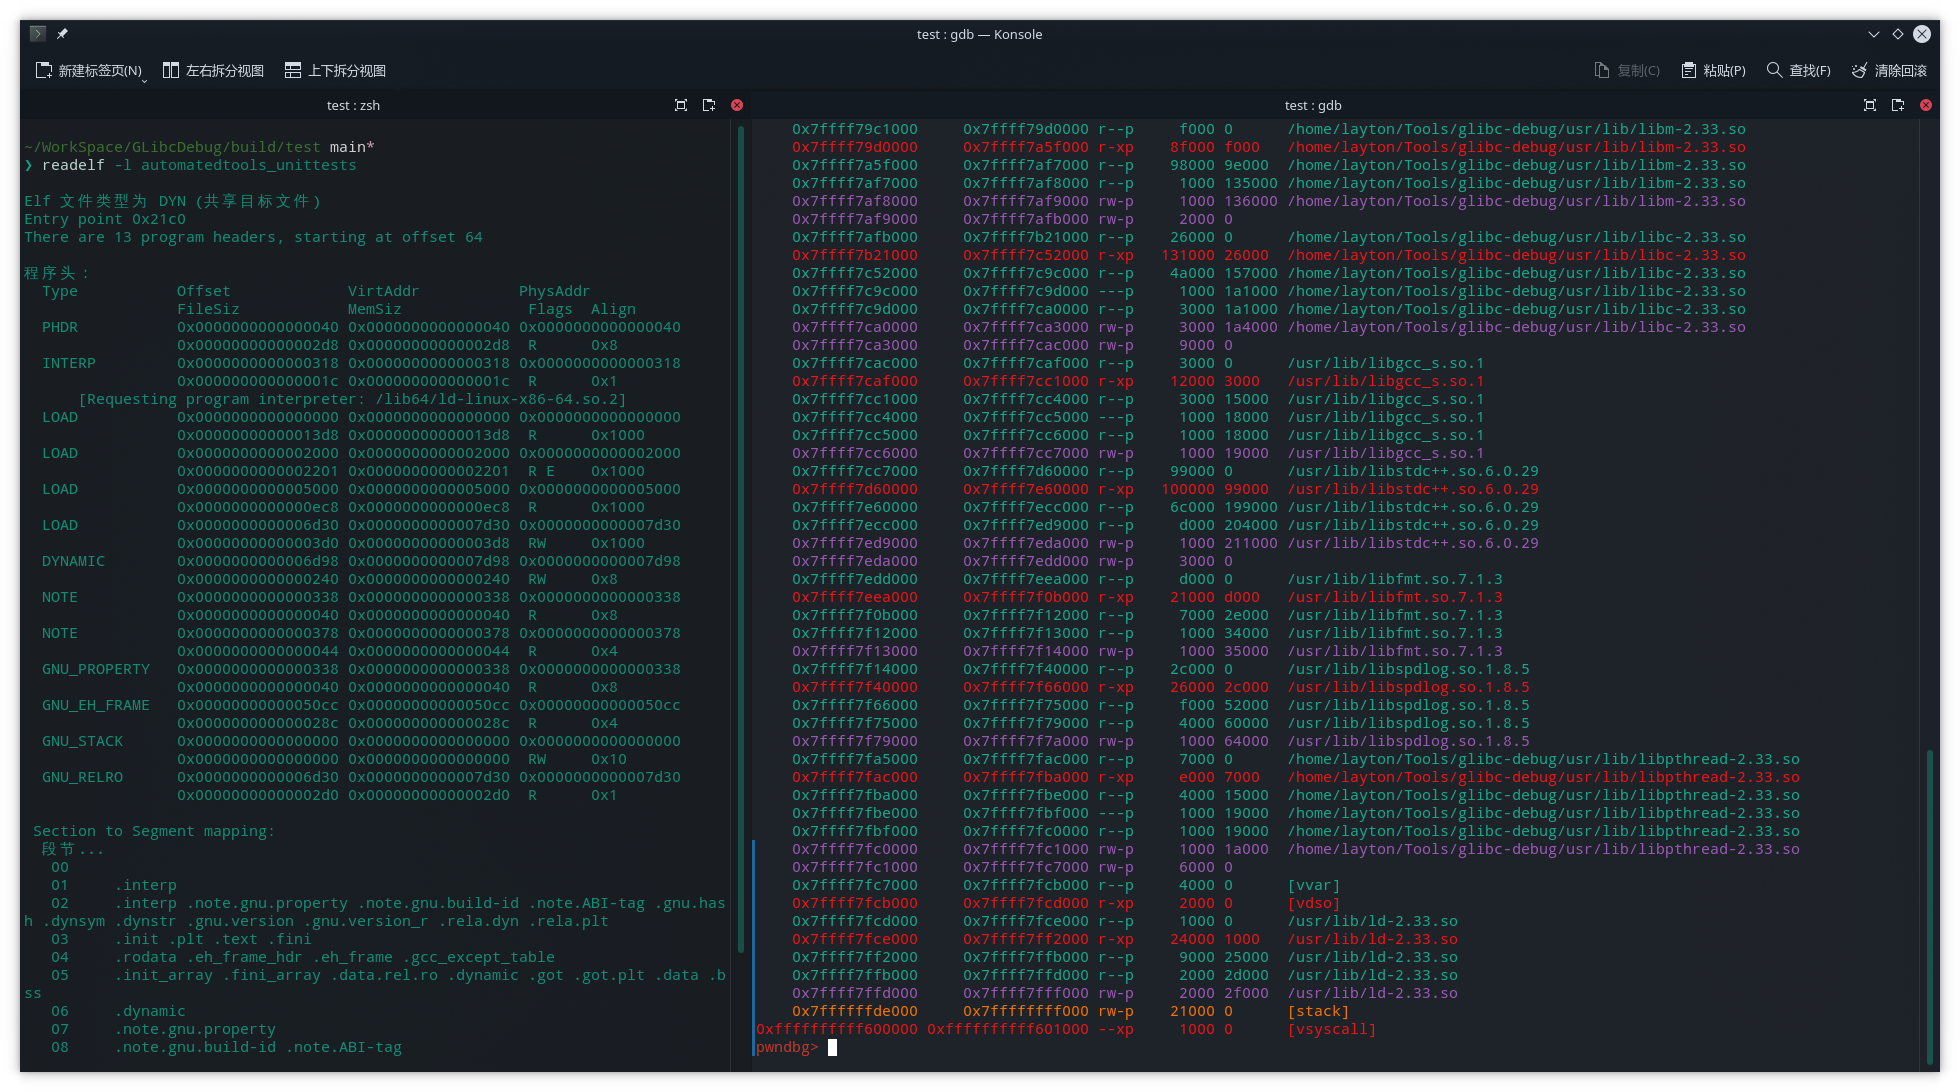 test : gdb — Konsole
新建标签页(N) 左右拆分视图 上下拆分视图 复制(C) 粘贴(P) 查找(F) 清除回滚
test : zsh
~/WorkSpace/GLibcDebug/build/test main*
❯ readelf -l automatedtools_unittests
Elf 文件类型为 DYN (共享目标文件)
Entry point 0x21c0
There are 13 program headers, starting at offset 64
程序头：
Type Offset VirtAddr PhysAddr
FileSiz MemSiz Flags Align
PHDR 0x0000000000000040 0x0000000000000040 0x0000000000000040
0x00000000000002d8 0x00000000000002d8 R 0x8
INTERP 0x0000000000000318 0x0000000000000318 0x0000000000000318
0x000000000000001c 0x000000000000001c R 0x1
[Requesting program interpreter: /lib64/ld-linux-x86-64.so.2]
LOAD 0x0000000000000000 0x0000000000000000 0x0000000000000000
0x00000000000013d8 0x00000000000013d8 R 0x1000
LOAD 0x0000000000002000 0x0000000000002000 0x0000000000002000
0x0000000000002201 0x0000000000002201 R E 0x1000
LOAD 0x0000000000005000 0x0000000000005000 0x0000000000005000
0x0000000000000ec8 0x0000000000000ec8 R 0x1000
LOAD 0x0000000000006d30 0x0000000000007d30 0x0000000000007d30
0x00000000000003d0 0x00000000000003d8 RW 0x1000
DYNAMIC 0x0000000000006d98 0x0000000000007d98 0x0000000000007d98
0x0000000000000240 0x0000000000000240 RW 0x8
NOTE 0x0000000000000338 0x0000000000000338 0x0000000000000338
0x0000000000000040 0x0000000000000040 R 0x8
NOTE 0x0000000000000378 0x0000000000000378 0x0000000000000378
0x0000000000000044 0x0000000000000044 R 0x4
GNU_PROPERTY 0x0000000000000338 0x0000000000000338 0x0000000000000338
0x0000000000000040 0x0000000000000040 R 0x8
GNU_EH_FRAME 0x00000000000050cc 0x00000000000050cc 0x00000000000050cc
0x000000000000028c 0x000000000000028c R 0x4
GNU_STACK 0x0000000000000000 0x0000000000000000 0x0000000000000000
0x0000000000000000 0x0000000000000000 RW 0x10
GNU_RELRO 0x0000000000006d30 0x0000000000007d30 0x0000000000007d30
0x00000000000002d0 0x00000000000002d0 R 0x1
Section to Segment mapping:
段节...
00
01 .interp
02 .interp .note.gnu.property .note.gnu.build-id .note.ABI-tag .gnu.has
h .dynsym .dynstr .gnu.version .gnu.version_r .rela.dyn .rela.plt
03 .init .plt .text .fini
04 .rodata .eh_frame_hdr .eh_frame .gcc_except_table
05 .init_array .fini_array .data.rel.ro .dynamic .got .got.plt .data .b
ss
06 .dynamic
07 .note.gnu.property
08 .note.gnu.build-id .note.ABI-tag
test : gdb
0x7ffff79c1000 0x7ffff79d0000 r--p f000 0 /home/layton/Tools/glibc-debug/usr/lib/libm-2.33.so
0x7ffff79d0000 0x7ffff7a5f000 r-xp 8f000 f000 /home/layton/Tools/glibc-debug/usr/lib/libm-2.33.so
0x7ffff7a5f000 0x7ffff7af7000 r--p 98000 9e000 /home/layton/Tools/glibc-debug/usr/lib/libm-2.33.so
0x7ffff7af7000 0x7ffff7af8000 r--p 1000 135000 /home/layton/Tools/glibc-debug/usr/lib/libm-2.33.so
0x7ffff7af8000 0x7ffff7af9000 rw-p 1000 136000 /home/layton/Tools/glibc-debug/usr/lib/libm-2.33.so
0x7ffff7af9000 0x7ffff7afb000 rw-p 2000 0
0x7ffff7afb000 0x7ffff7b21000 r--p 26000 0 /home/layton/Tools/glibc-debug/usr/lib/libc-2.33.so
0x7ffff7b21000 0x7ffff7c52000 r-xp 131000 26000 /home/layton/Tools/glibc-debug/usr/lib/libc-2.33.so
0x7ffff7c52000 0x7ffff7c9c000 r--p 4a000 157000 /home/layton/Tools/glibc-debug/usr/lib/libc-2.33.so
0x7ffff7c9c000 0x7ffff7c9d000 ---p 1000 1a1000 /home/layton/Tools/glibc-debug/usr/lib/libc-2.33.so
0x7ffff7c9d000 0x7ffff7ca0000 r--p 3000 1a1000 /home/layton/Tools/glibc-debug/usr/lib/libc-2.33.so
0x7ffff7ca0000 0x7ffff7ca3000 rw-p 3000 1a4000 /home/layton/Tools/glibc-debug/usr/lib/libc-2.33.so
0x7ffff7ca3000 0x7ffff7cac000 rw-p 9000 0
0x7ffff7cac000 0x7ffff7caf000 r--p 3000 0 /usr/lib/libgcc_s.so.1
0x7ffff7caf000 0x7ffff7cc1000 r-xp 12000 3000 /usr/lib/libgcc_s.so.1
0x7ffff7cc1000 0x7ffff7cc4000 r--p 3000 15000 /usr/lib/libgcc_s.so.1
0x7ffff7cc4000 0x7ffff7cc5000 ---p 1000 18000 /usr/lib/libgcc_s.so.1
0x7ffff7cc5000 0x7ffff7cc6000 r--p 1000 18000 /usr/lib/libgcc_s.so.1
0x7ffff7cc6000 0x7ffff7cc7000 rw-p 1000 19000 /usr/lib/libgcc_s.so.1
0x7ffff7cc7000 0x7ffff7d60000 r--p 99000 0 /usr/lib/libstdc++.so.6.0.29
0x7ffff7d60000 0x7ffff7e60000 r-xp 100000 99000 /usr/lib/libstdc++.so.6.0.29
0x7ffff7e60000 0x7ffff7ecc000 r--p 6c000 199000 /usr/lib/libstdc++.so.6.0.29
0x7ffff7ecc000 0x7ffff7ed9000 r--p d000 204000 /usr/lib/libstdc++.so.6.0.29
0x7ffff7ed9000 0x7ffff7eda000 rw-p 1000 211000 /usr/lib/libstdc++.so.6.0.29
0x7ffff7eda000 0x7ffff7edd000 rw-p 3000 0
0x7ffff7edd000 0x7ffff7eea000 r--p d000 0 /usr/lib/libfmt.so.7.1.3
0x7ffff7eea000 0x7ffff7f0b000 r-xp 21000 d000 /usr/lib/libfmt.so.7.1.3
0x7ffff7f0b000 0x7ffff7f12000 r--p 7000 2e000 /usr/lib/libfmt.so.7.1.3
0x7ffff7f12000 0x7ffff7f13000 r--p 1000 34000 /usr/lib/libfmt.so.7.1.3
0x7ffff7f13000 0x7ffff7f14000 rw-p 1000 35000 /usr/lib/libfmt.so.7.1.3
0x7ffff7f14000 0x7ffff7f40000 r--p 2c000 0 /usr/lib/libspdlog.so.1.8.5
0x7ffff7f40000 0x7ffff7f66000 r-xp 26000 2c000 /usr/lib/libspdlog.so.1.8.5
0x7ffff7f66000 0x7ffff7f75000 r--p f000 52000 /usr/lib/libspdlog.so.1.8.5
0x7ffff7f75000 0x7ffff7f79000 r--p 4000 60000 /usr/lib/libspdlog.so.1.8.5
0x7ffff7f79000 0x7ffff7f7a000 rw-p 1000 64000 /usr/lib/libspdlog.so.1.8.5
0x7ffff7fa5000 0x7ffff7fac000 r--p 7000 0 /home/layton/Tools/glibc-debug/usr/lib/libpthread-2.33.so
0x7ffff7fac000 0x7ffff7fba000 r-xp e000 7000 /home/layton/Tools/glibc-debug/usr/lib/libpthread-2.33.so
0x7ffff7fba000 0x7ffff7fbe000 r--p 4000 15000 /home/layton/Tools/glibc-debug/usr/lib/libpthread-2.33.so
0x7ffff7fbe000 0x7ffff7fbf000 ---p 1000 19000 /home/layton/Tools/glibc-debug/usr/lib/libpthread-2.33.so
0x7ffff7fbf000 0x7ffff7fc0000 r--p 1000 19000 /home/layton/Tools/glibc-debug/usr/lib/libpthread-2.33.so
0x7ffff7fc0000 0x7ffff7fc1000 rw-p 1000 1a000 /home/layton/Tools/glibc-debug/usr/lib/libpthread-2.33.so
0x7ffff7fc1000 0x7ffff7fc7000 rw-p 6000 0
0x7ffff7fc7000 0x7ffff7fcb000 r--p 4000 0 [vvar]
0x7ffff7fcb000 0x7ffff7fcd000 r-xp 2000 0 [vdso]
0x7ffff7fcd000 0x7ffff7fce000 r--p 1000 0 /usr/lib/ld-2.33.so
0x7ffff7fce000 0x7ffff7ff2000 r-xp 24000 1000 /usr/lib/ld-2.33.so
0x7ffff7ff2000 0x7ffff7ffb000 r--p 9000 25000 /usr/lib/ld-2.33.so
0x7ffff7ffb000 0x7ffff7ffd000 r--p 2000 2d000 /usr/lib/ld-2.33.so
0x7ffff7ffd000 0x7ffff7fff000 rw-p 2000 2f000 /usr/lib/ld-2.33.so
0x7ffffffde000 0x7ffffffff000 rw-p 21000 0 [stack]
0xffffffffff600000 0xffffffffff601000 --xp 1000 0 [vsyscall]
pwndbg>